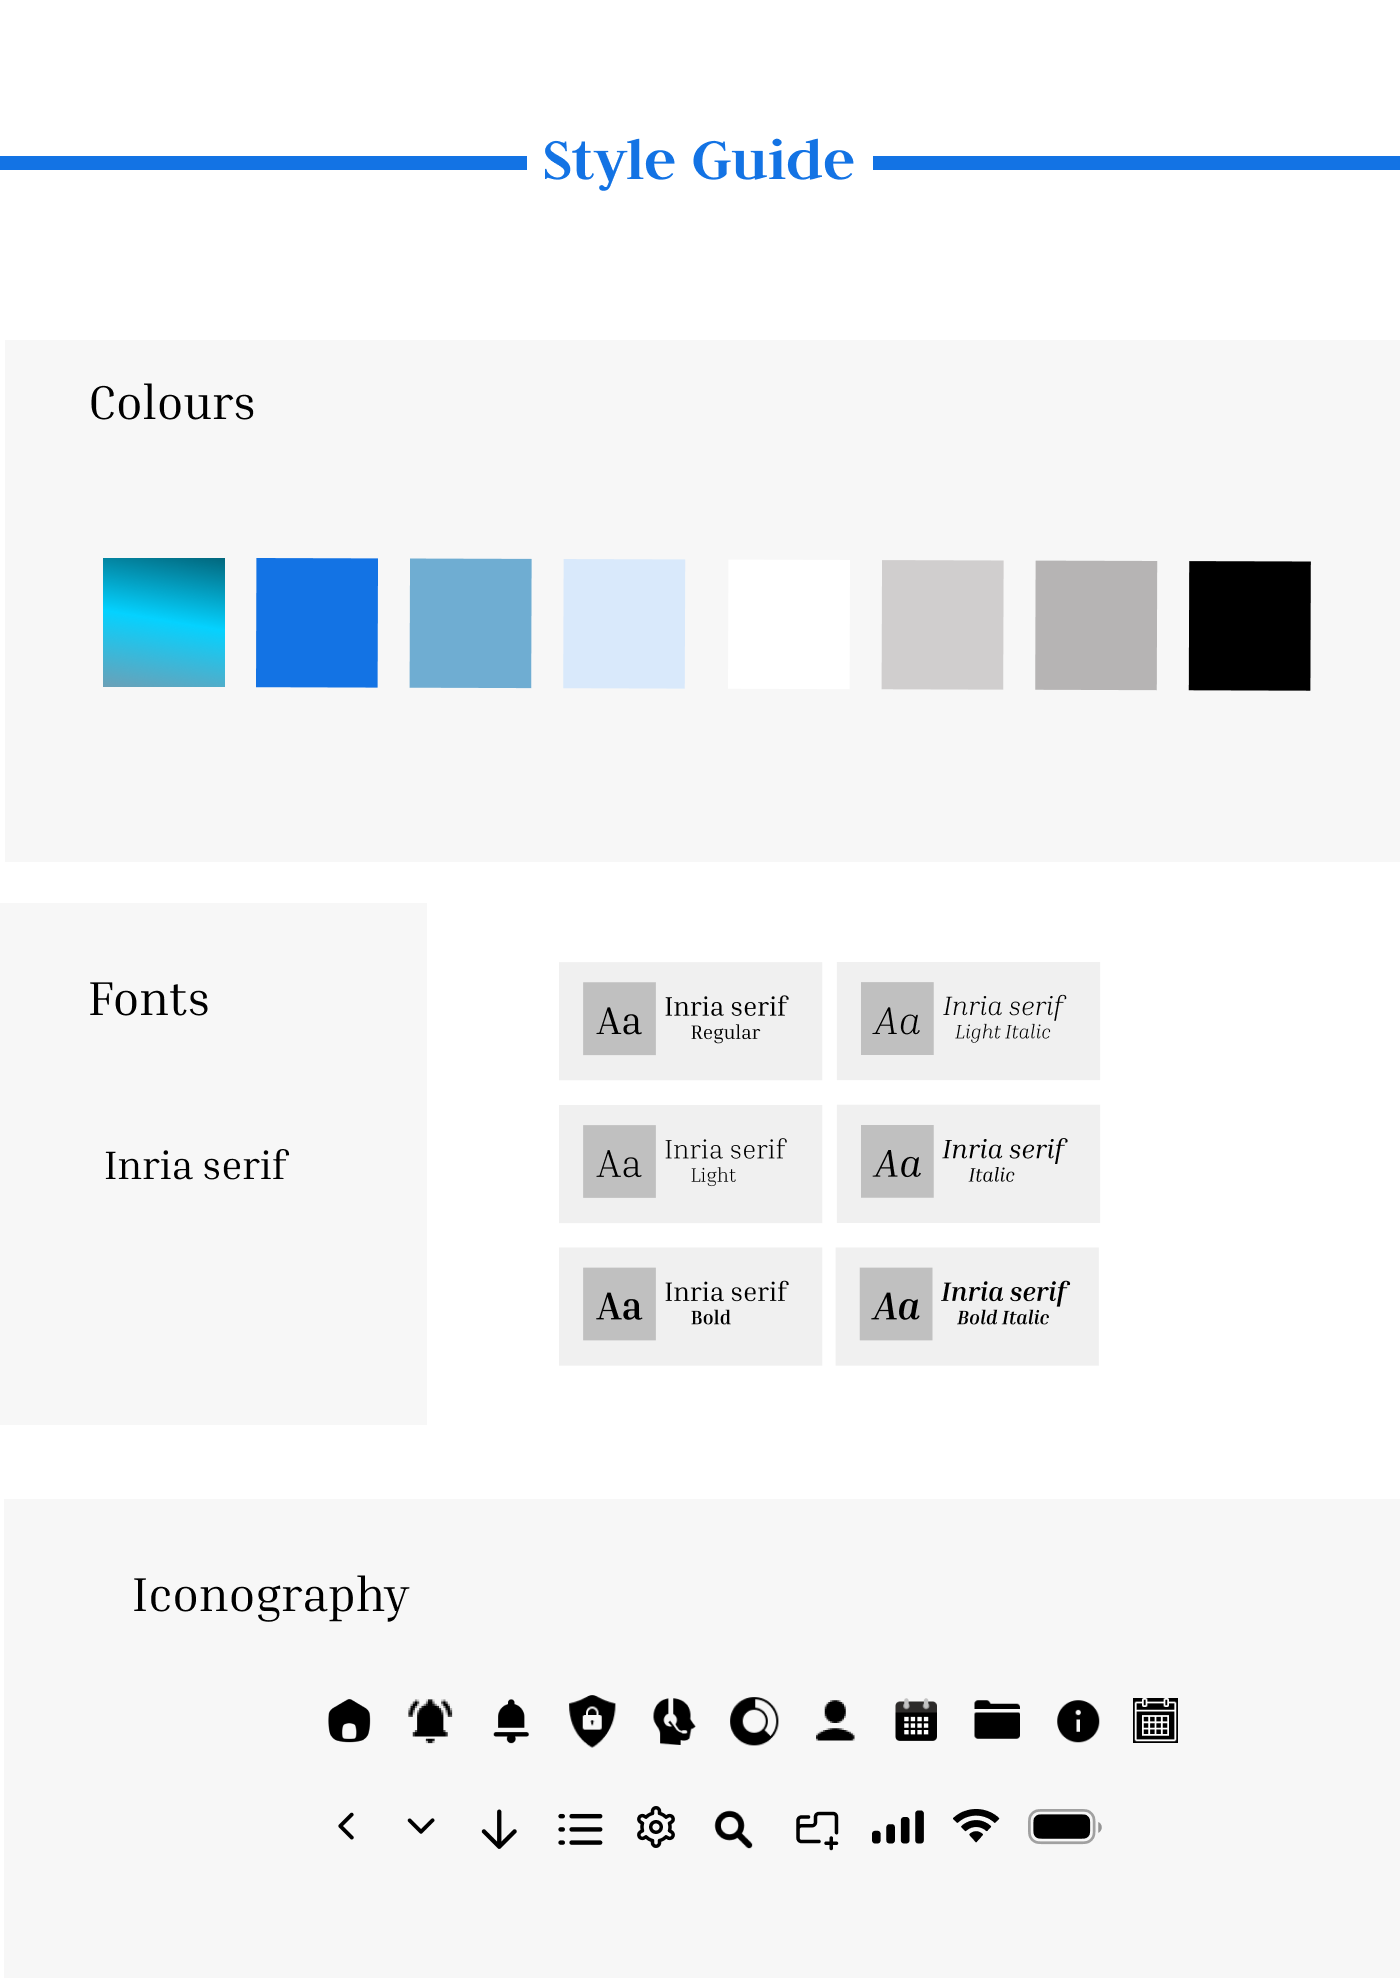 Style Guide
Colours
Fonts
Inria serif
Aa
Inria serif
Regular
Aa
Inria serif
Light Italic
Aa
Inria serif
Light
Aa
Inria serif
Italic
Aa
Inria serif
Bold
Aa
Inria serif
Bold Italic
Iconography